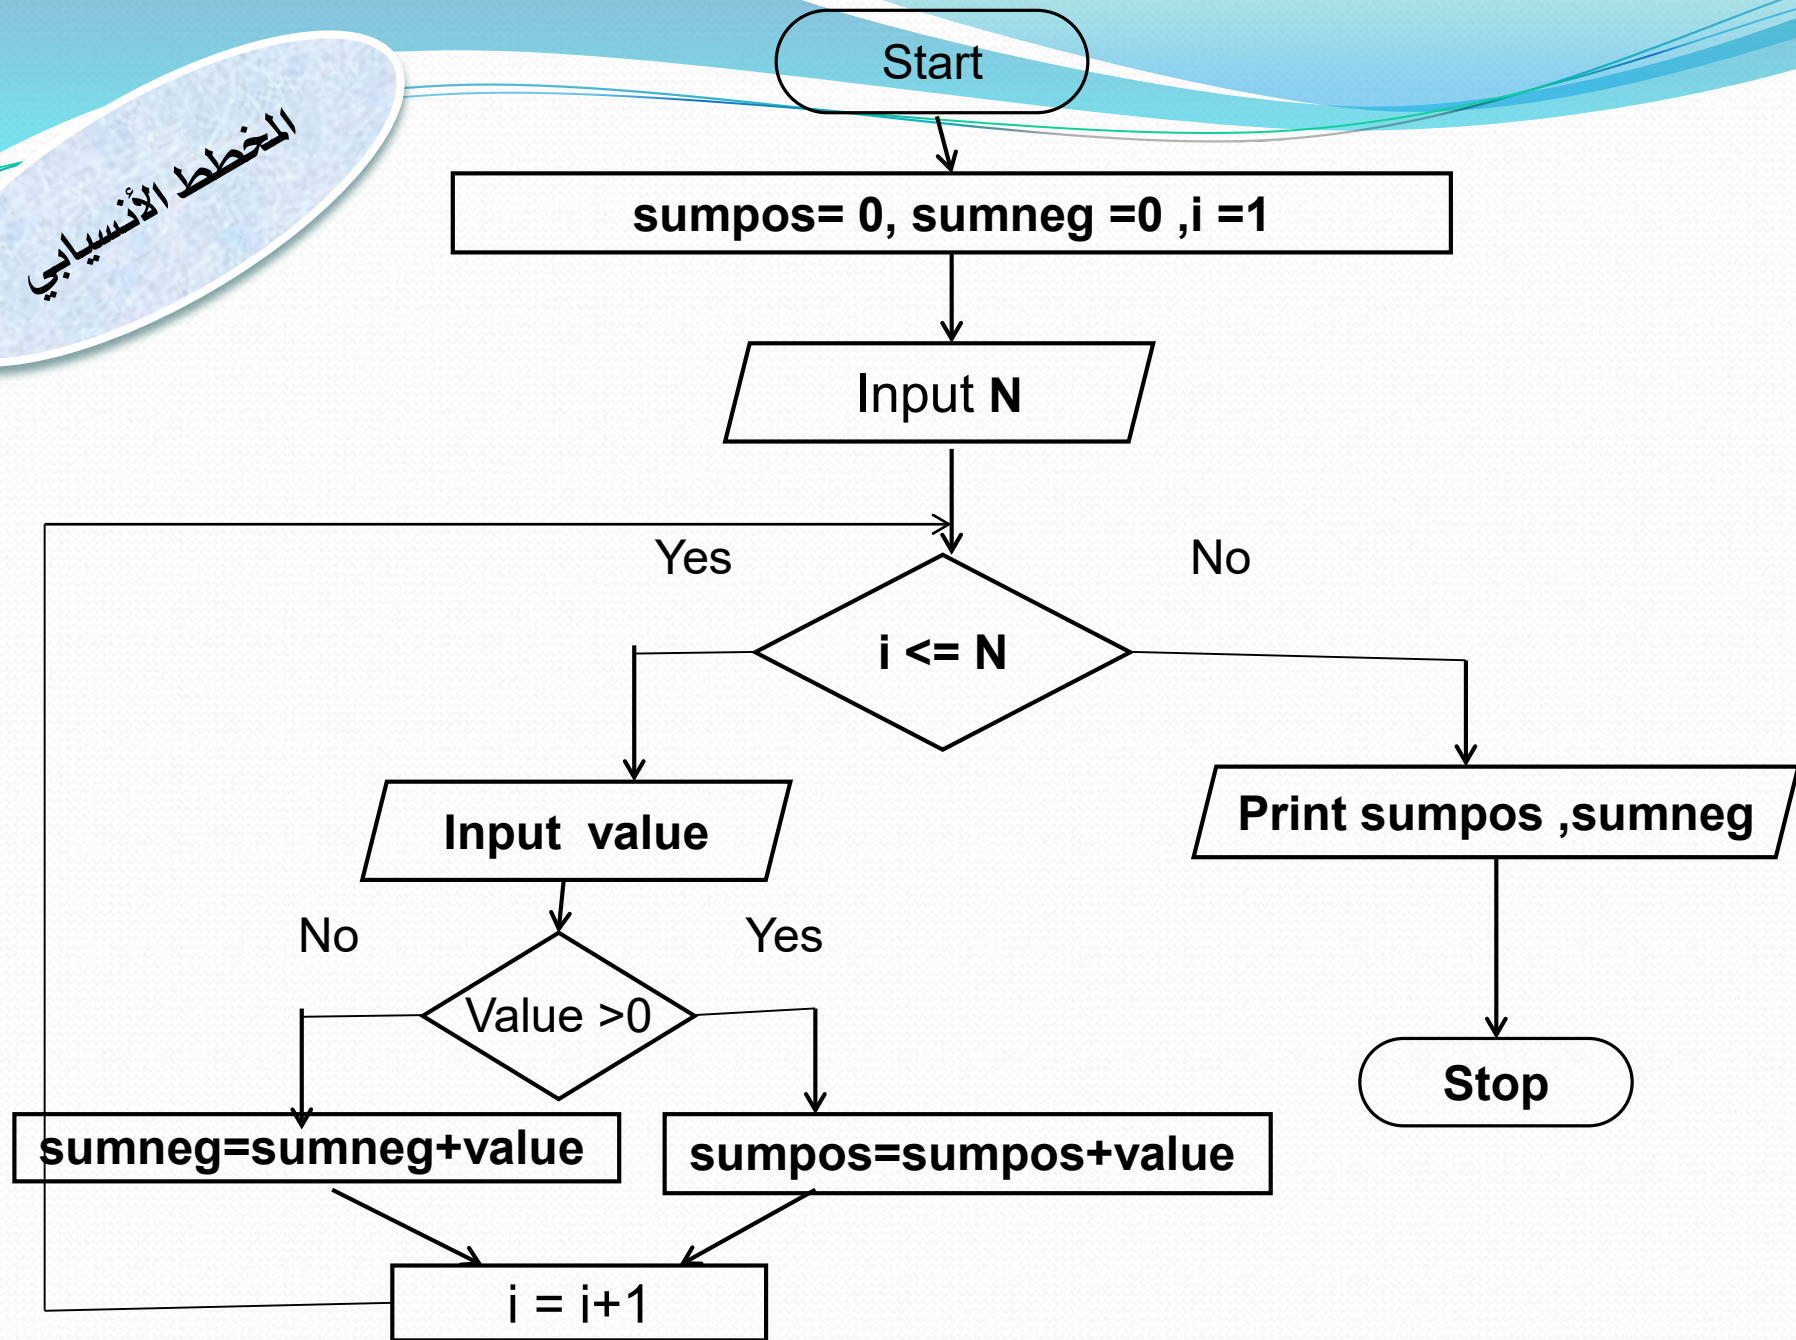 Start
المخطط الأنسيابي
sumpos= 0, sumneg =0 ,i =1
Input N
Yes
No
i <= N
Input  value
Print sumpos ,sumneg
No
Yes
Value >0
Stop
sumneg=sumneg+value
sumpos=sumpos+value
i = i+1